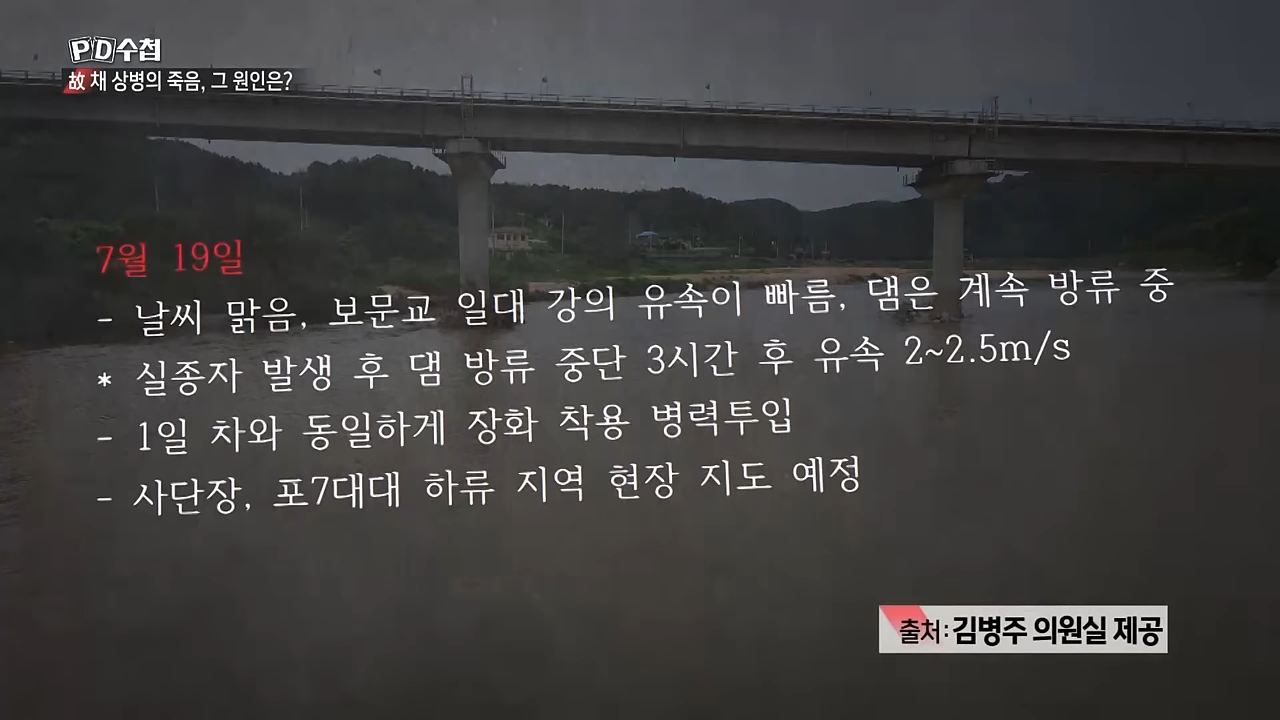 PD수첩
故 채 상병의 죽음, 그 원인은?
7월 19일
- 날씨 맑음, 보문교 일대 강의 유속이 빠름, 댐은 계속 방류 중
* 실종자 발생 후 댐 방류 중단 3시간 후 유속 2~2.5m/s
- 1일 차와 동일하게 장화 착용 병력투입
- 사단장, 포7대대 하류 지역 현장 지도 예정
출처: 김병주 의원실 제공